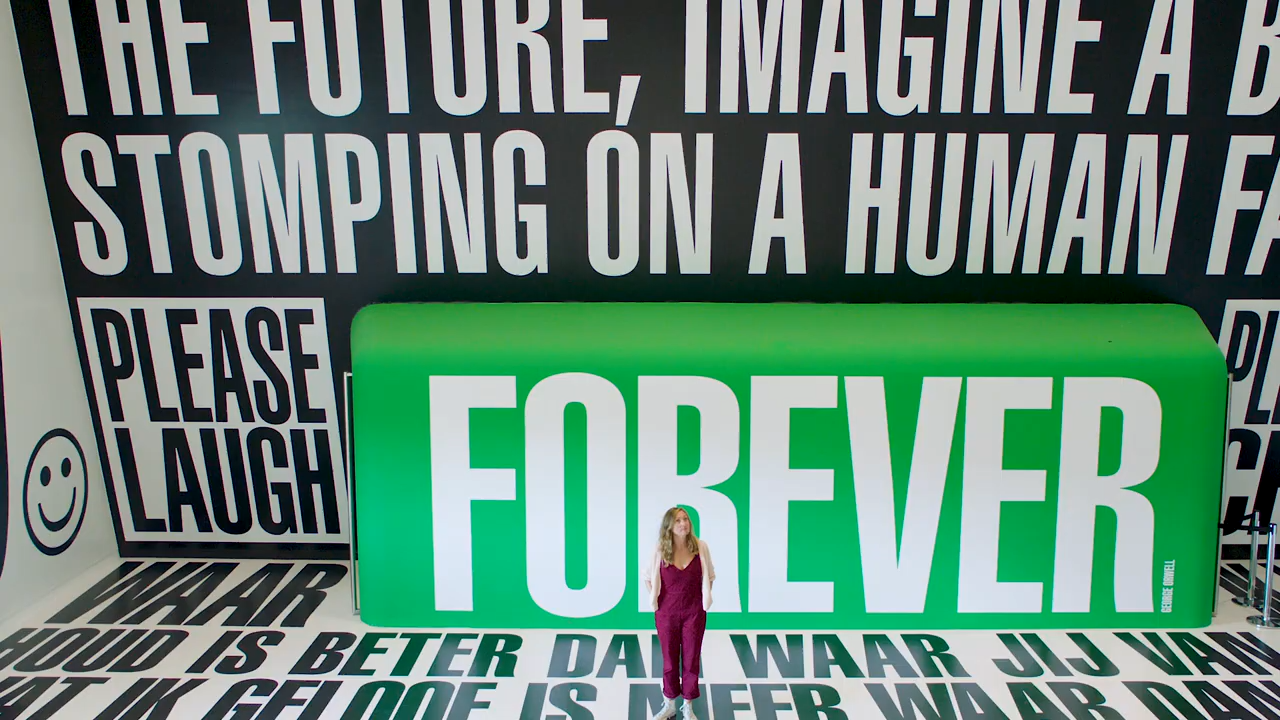 THE FUTURE, IMAGINE A
STOMPING ON A HUMAN
PLEASE
LAUGH
FOREVER
GEORGE ORWELL
WAAR
HOUD IS BETER DAN WAAR JIJ VAN
IK GELOOF IS MEER WAAR DAN